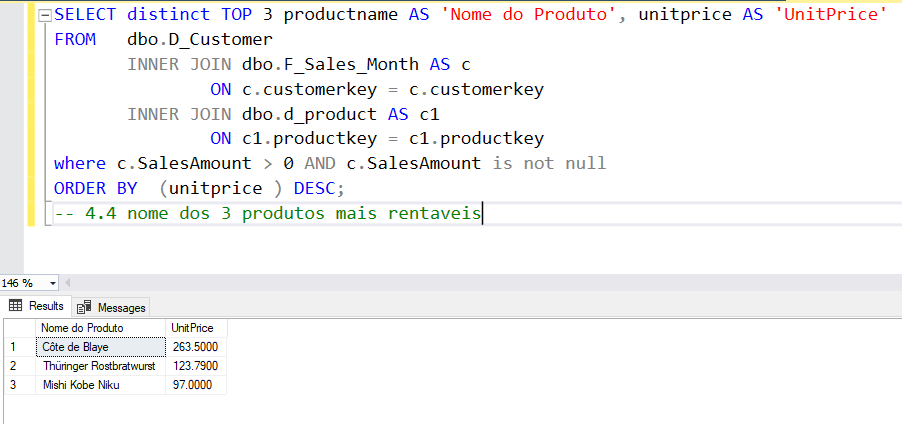 SELECT distinct TOP 3 productname AS 'Nome do Produto', unitprice AS 'UnitPrice'
FROM dbo.D_Customer
INNER JOIN dbo.F_Sales_Month AS c
ON c.customerkey = c.customerkey
INNER JOIN dbo.d_product AS c1
ON c1.productkey = c1.productkey
where c.SalesAmount > 0 AND c.SalesAmount is not null
ORDER BY (unitprice ) DESC;
-- 4.4 nome dos 3 produtos mais rentaveis
146 %
Results Messages
Nome do Produto UnitPrice
1 Côte de Blaye 263.5000
2 Thüringer Rostbratwurst 123.7900
3 Mishi Kobe Niku 97.0000